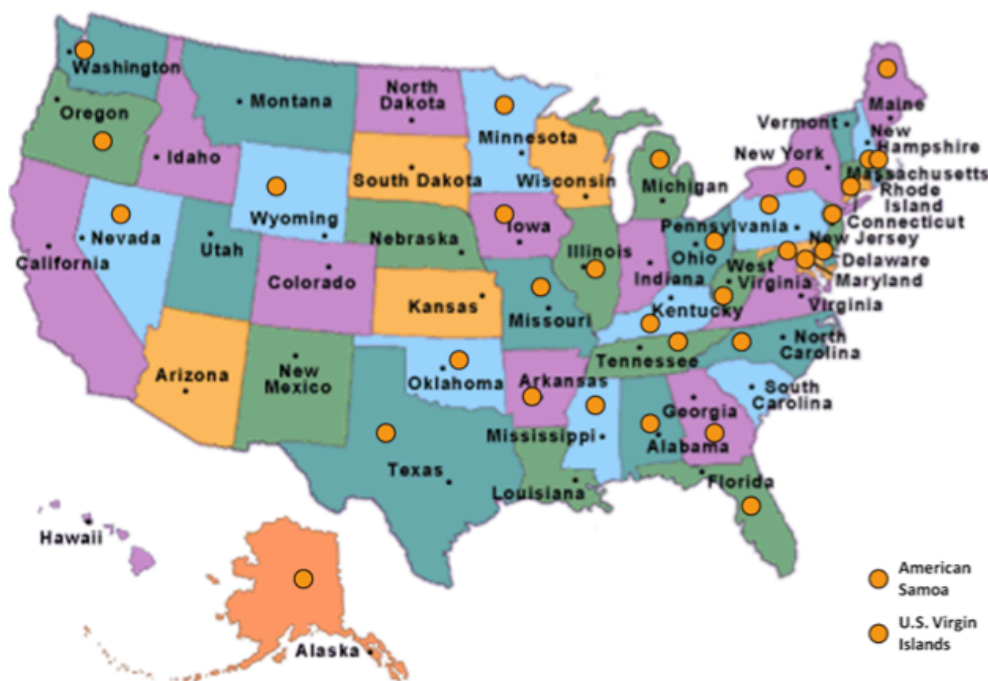 Washington
Montana
North
Dakota
Minnesota
Maine
Oregon
Vermont
New
Hampshire
Idaho
South Dakota
Wisconsin
Michigan
New York
Massachusetts
Rhode
Island
Wyoming
Connecticut
Nevada
Nebraska
Iowa
Pennsylvania
New Jersey
Utah
Illinois
Ohio
Delaware
California
Colorado
Indiana
West
Virginia
Maryland
Kansas
Missouri
Kentucky
Virginia
North
Carolina
Tennessee
Arizona
New
Mexico
Oklahoma
Arkansas
South
Carolina
Georgia
Mississippi
Alabama
Texas
Louisiana
Florida
Hawaii
American
Samoa
U.S. Virgin
Islands
Alaska